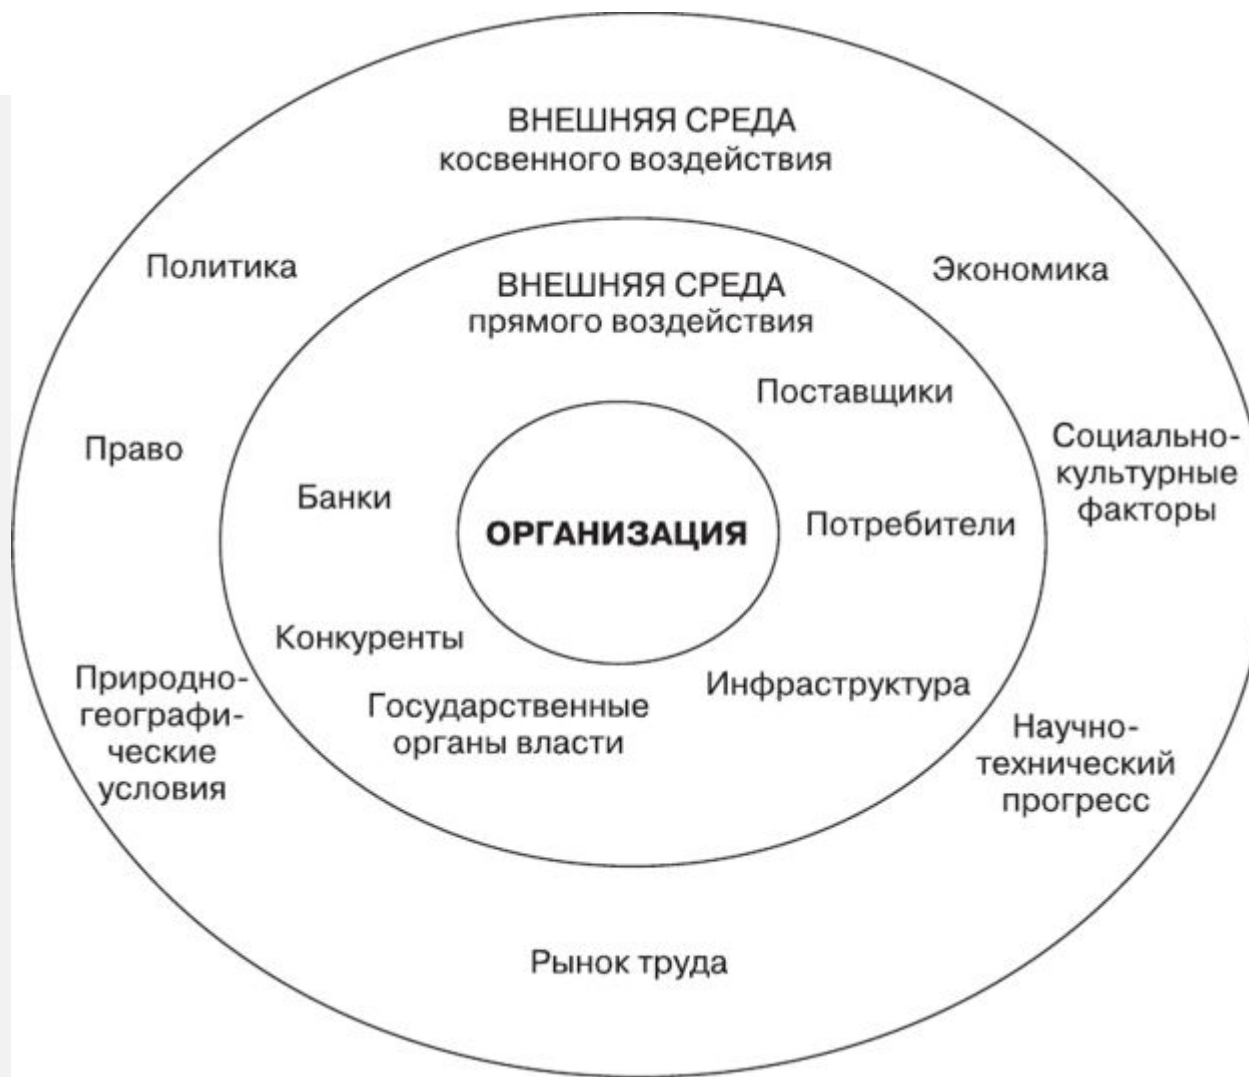 ВНЕШНЯЯ СРЕДА
косвенного воздействия
Политика
Экономика
ВНЕШНЯЯ СРЕДА
прямого воздействия
Поставщики
Право
Социально-
культурные
факторы
Банки
ОРГАНИЗАЦИЯ
Потребители
Конкуренты
Государственные
органы власти
Инфраструктура
Природно-
географи-
ческие
условия
Научно-
технический
прогресс
Рынок труда